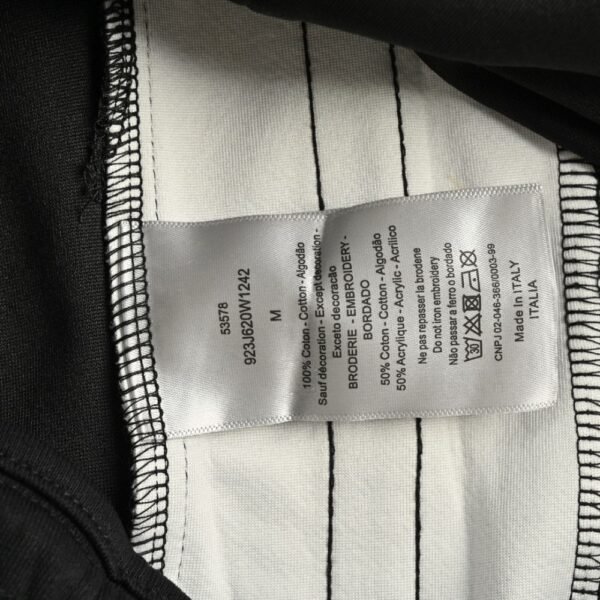 53578
923J620W1242
M
100% Coton - Cotton - Algodão
Sauf décoration - Except decoration -
Exceto decoracão
BRODERIE - EMBROIDERY -
BORDADO
50% Coton - Cotton - Algodão
50% Acrylique - Acrylic - Acrílico
Ne pas repasser la broderie
Do not iron embroidery
Não passar a ferro o bordado
30
CNPJ 02-046-366/0003-99
Made In ITALY
ITALIA